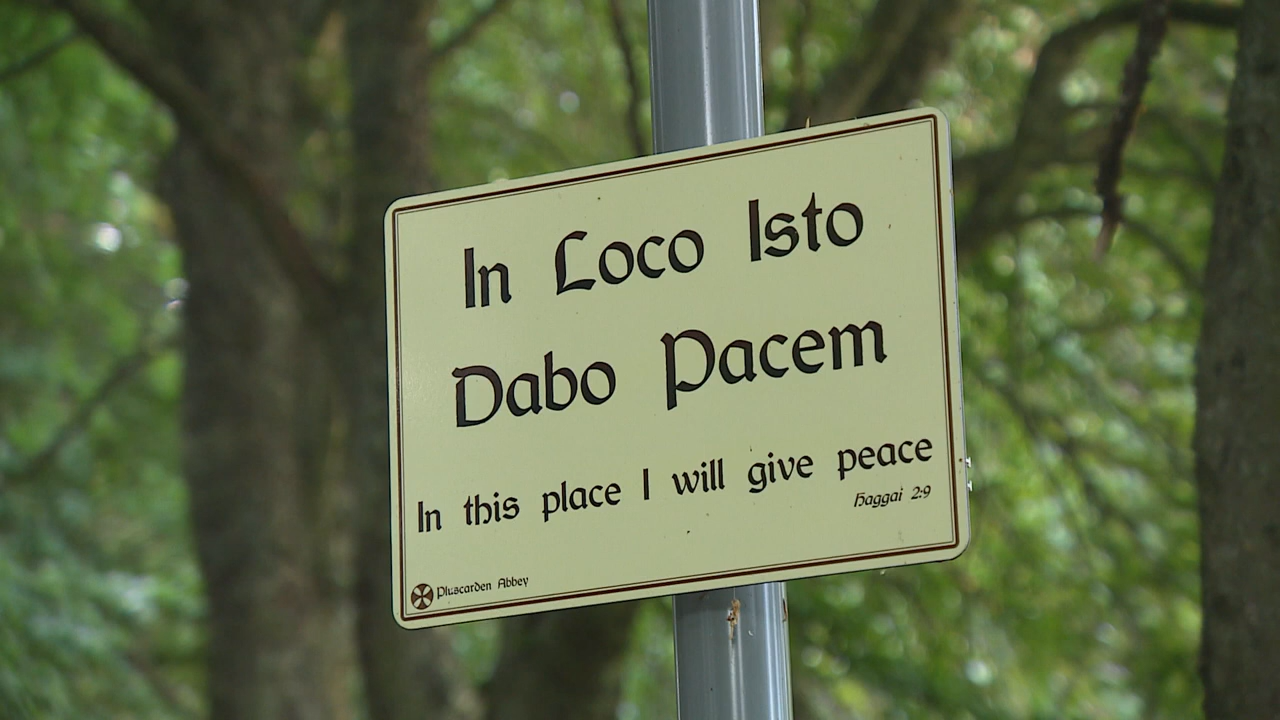 In Loco Isto
Dabo Pacem
In this place I will give peace
Haggai 2:9
Pluscarden Abbey